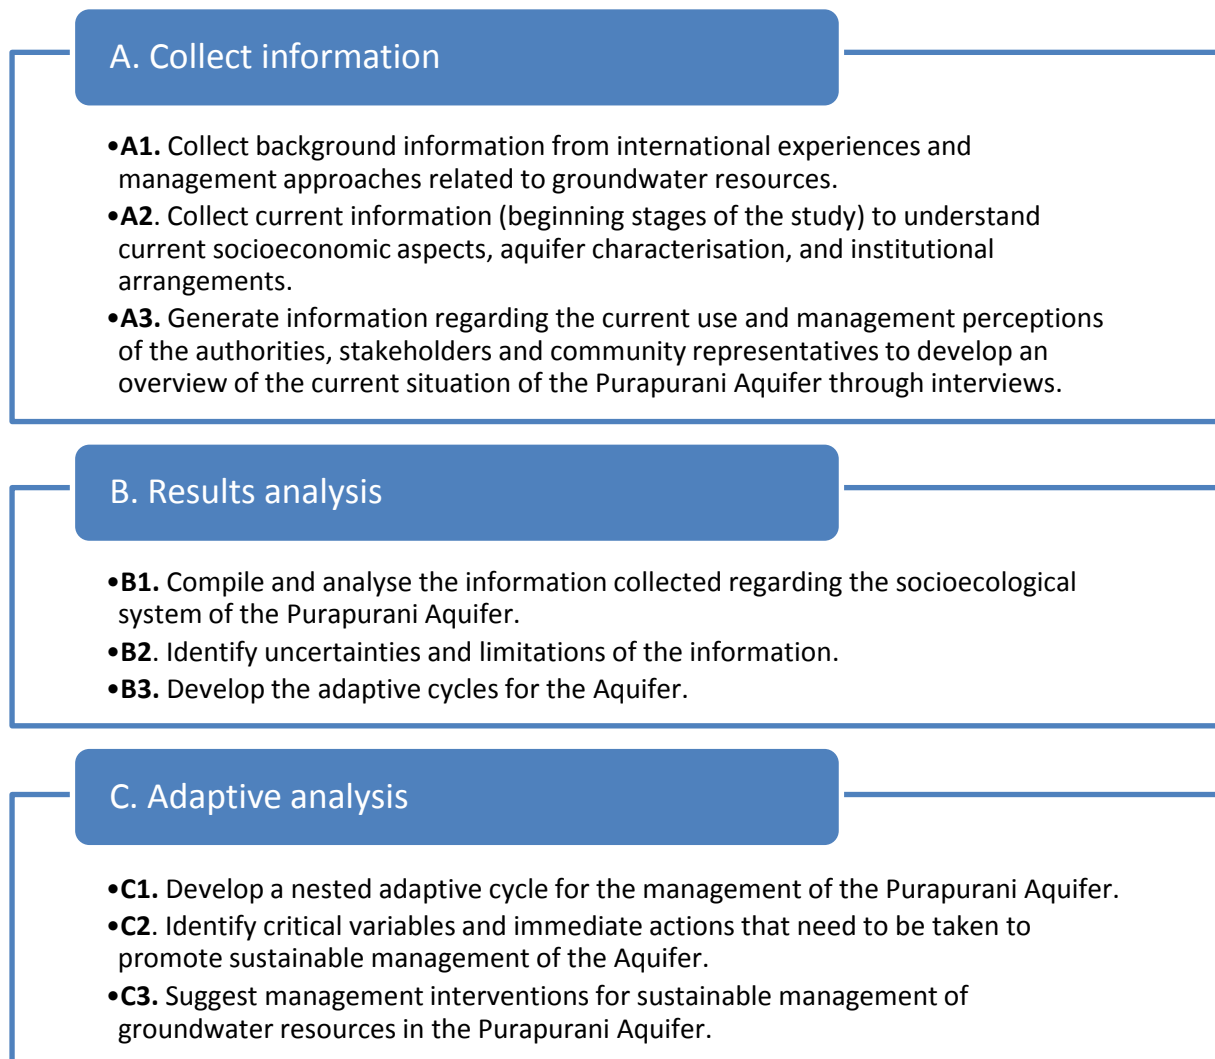 A. Collect information
•A1. Collect background information from international experiences and
management approaches related to groundwater resources.
•A2. Collect current information (beginning stages of the study) to understand
current socioeconomic aspects, aquifer characterisation, and institutional
arrangements.
•A3. Generate information regarding the current use and management perceptions
of the authorities, stakeholders and community representatives to develop an
overview of the current situation of the Purapurani Aquifer through interviews.
B. Results analysis
•B1. Compile and analyse the information collected regarding the socioecological
system of the Purapurani Aquifer.
•B2. Identify uncertainties and limitations of the information.
•B3. Develop the adaptive cycles for the Aquifer.
C. Adaptive analysis
•C1. Develop a nested adaptive cycle for the management of the Purapurani Aquifer.
•C2. Identify critical variables and immediate actions that need to be taken to
promote sustainable management of the Aquifer.
•C3. Suggest management interventions for sustainable management of
groundwater resources in the Purapurani Aquifer.